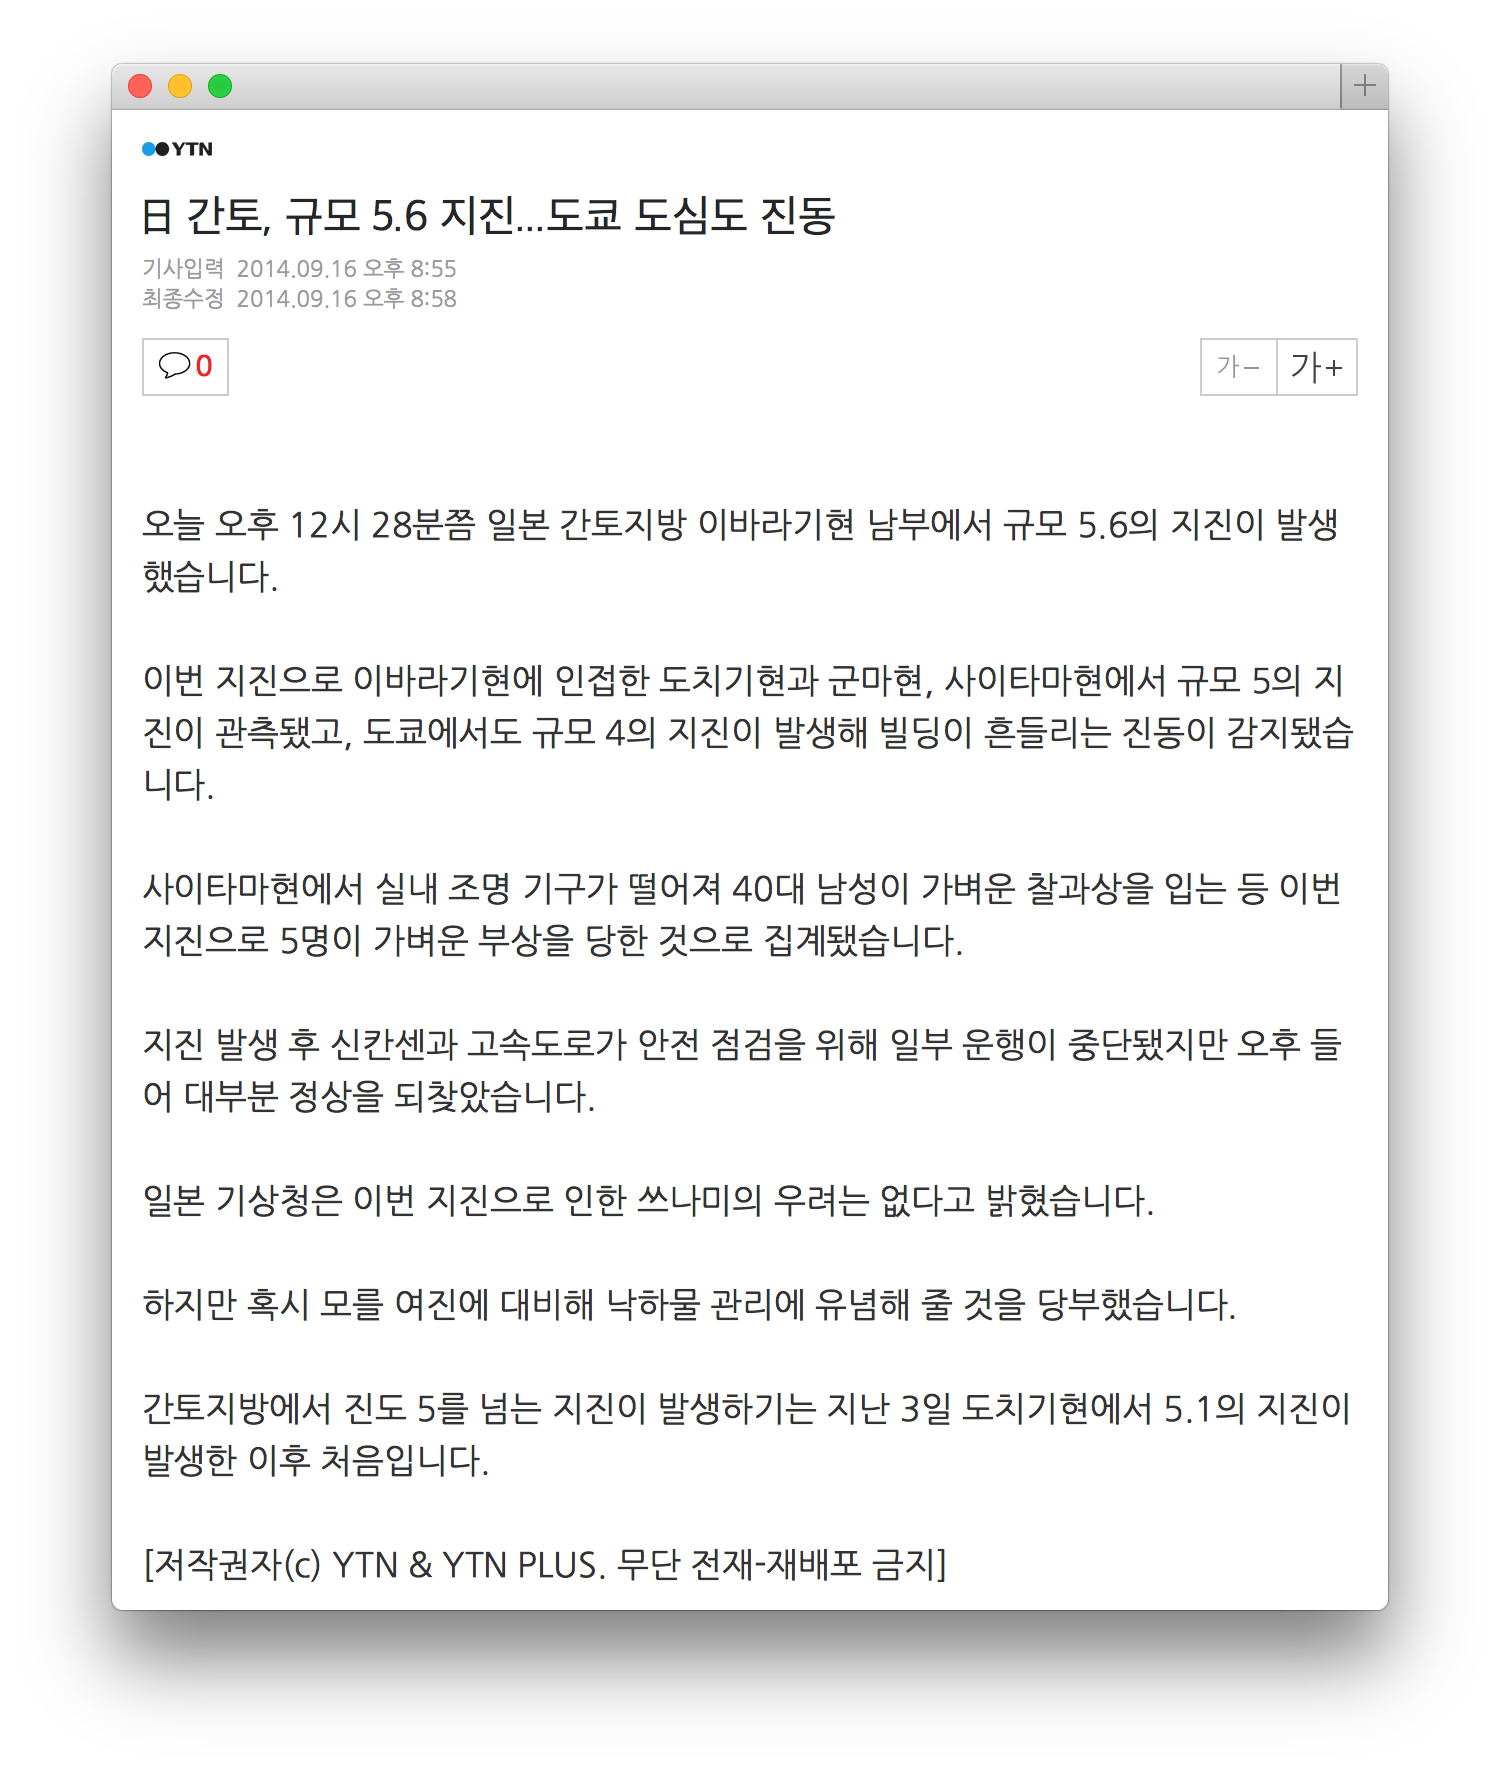 YTN
日 간토, 규모 5.6 지진...도쿄 도심도 진동
기사입력 2014.09.16 오후 8:55
최종수정 2014.09.16 오후 8:58
0
가－ 가+
오늘 오후 12시 28분쯤 일본 간토지방 이바라기현 남부에서 규모 5.6의 지진이 발생
했습니다.
이번 지진으로 이바라기현에 인접한 도치기현과 군마현, 사이타마현에서 규모 5의 지
진이 관측됐고, 도쿄에서도 규모 4의 지진이 발생해 빌딩이 흔들리는 진동이 감지됐습
니다.
사이타마현에서 실내 조명 기구가 떨어져 40대 남성이 가벼운 찰과상을 입는 등 이번
지진으로 5명이 가벼운 부상을 당한 것으로 집계됐습니다.
지진 발생 후 신칸센과 고속도로가 안전 점검을 위해 일부 운행이 중단됐지만 오후 들
어 대부분 정상을 되찾았습니다.
일본 기상청은 이번 지진으로 인한 쓰나미의 우려는 없다고 밝혔습니다.
하지만 혹시 모를 여진에 대비해 낙하물 관리에 유념해 줄 것을 당부했습니다.
간토지방에서 진도 5를 넘는 지진이 발생하기는 지난 3일 도치기현에서 5.1의 지진이
발생한 이후 처음입니다.
[저작권자(c) YTN & YTN PLUS. 무단 전재-재배포 금지]